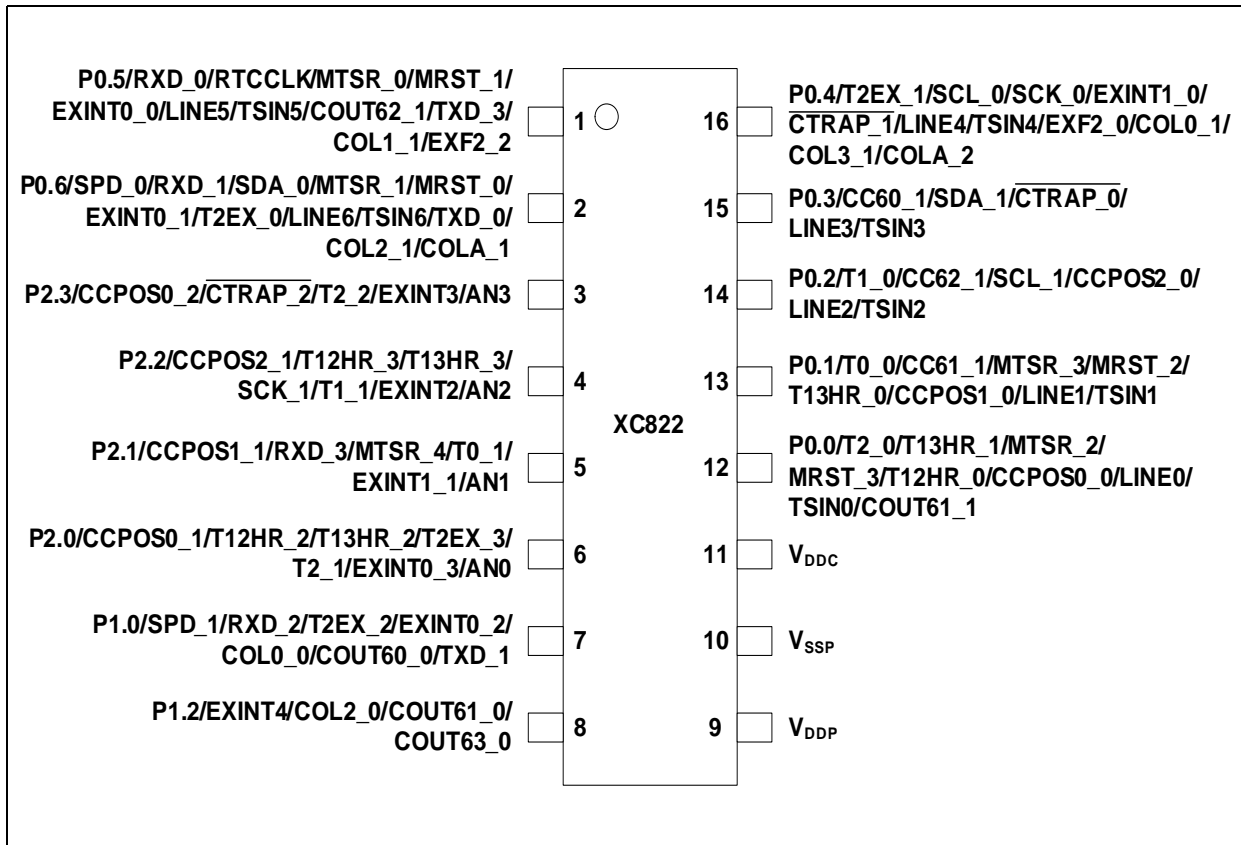 P0.5/RXD_0/RTCCLK/MTSR_0/MRST_1/
EXINT0_0/LINE5/TSIN5/COUT62_1/TXD_3/
COL1_1/EXF2_2
1
P0.6/SPD_0/RXD_1/SDA_0/MTSR_1/MRST_0/
EXINT0_1/T2EX_0/LINE6/TSIN6/TXD_0/
COL2_1/COLA_1
2
P2.3/CCPOS0_2/CTRAP_2/T2_2/EXINT3/AN3
3
P2.2/CCPOS2_1/T12HR_3/T13HR_3/
SCK_1/T1_1/EXINT2/AN2
4
P2.1/CCPOS1_1/RXD_3/MTSR_4/T0_1/
EXINT1_1/AN1
5
P2.0/CCPOS0_1/T12HR_2/T13HR_2/T2EX_3/
T2_1/EXINT0_3/AN0
6
P1.0/SPD_1/RXD_2/T2EX_2/EXINT0_2/
COL0_0/COUT60_0/TXD_1
7
P1.2/EXINT4/COL2_0/COUT61_0/
COUT63_0
8
XC822
16
P0.4/T2EX_1/SCL_0/SCK_0/EXINT1_0/
CTRAP_1/LINE4/TSIN4/EXF2_0/COL0_1/
COL3_1/COLA_2
15
P0.3/CC60_1/SDA_1/CTRAP_0/
LINE3/TSIN3
14
P0.2/T1_0/CC62_1/SCL_1/CCPOS2_0/
LINE2/TSIN2
13
P0.1/T0_0/CC61_1/MTSR_3/MRST_2/
T13HR_0/CCPOS1_0/LINE1/TSIN1
12
P0.0/T2_0/T13HR_1/MTSR_2/
MRST_3/T12HR_0/CCPOS0_0/LINE0/
TSIN0/COUT61_1
11
VDDC
10
VSSP
9
VDDP